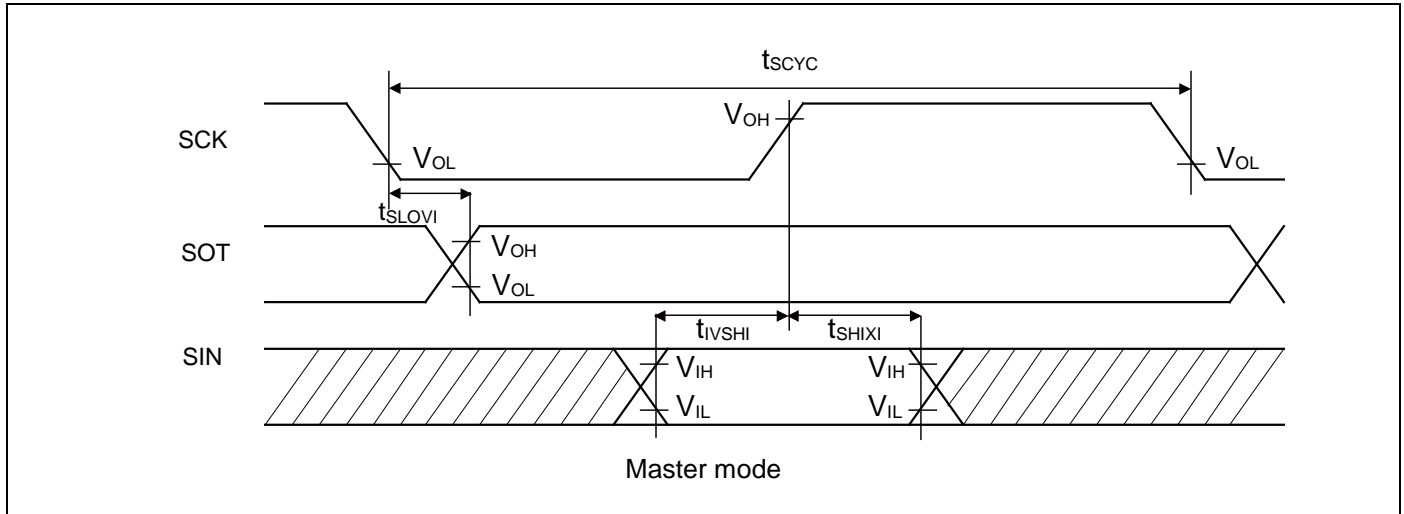 tSCYC
SCK
VOH
VOL
VOL
tSLOVI
SOT
VOH
VOL
tIVSHI
tSHIXI
SIN
VIH
VIH
VIL
VIL
Master mode